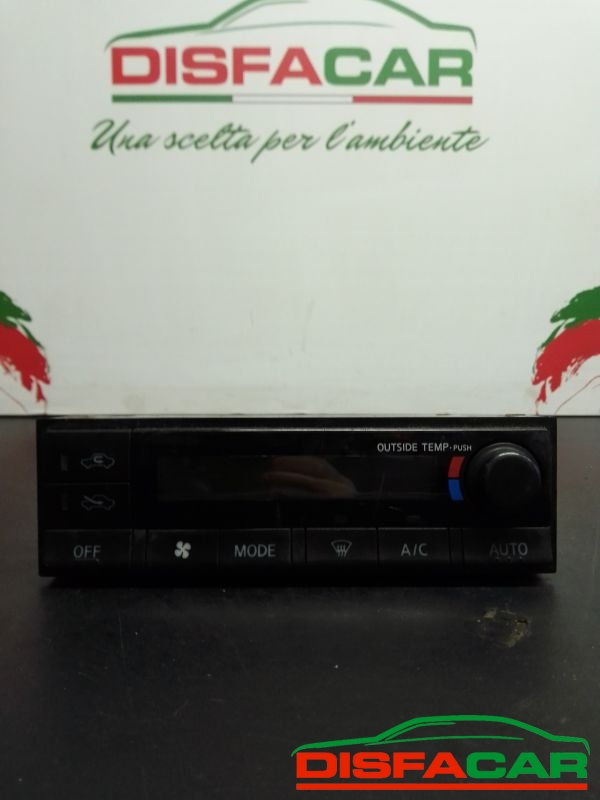 DISFACAR
Una scelta per l'ambiente
OUTSIDE TEMP·PUSH
OFF MODE A/C AUTO
DISFACAR